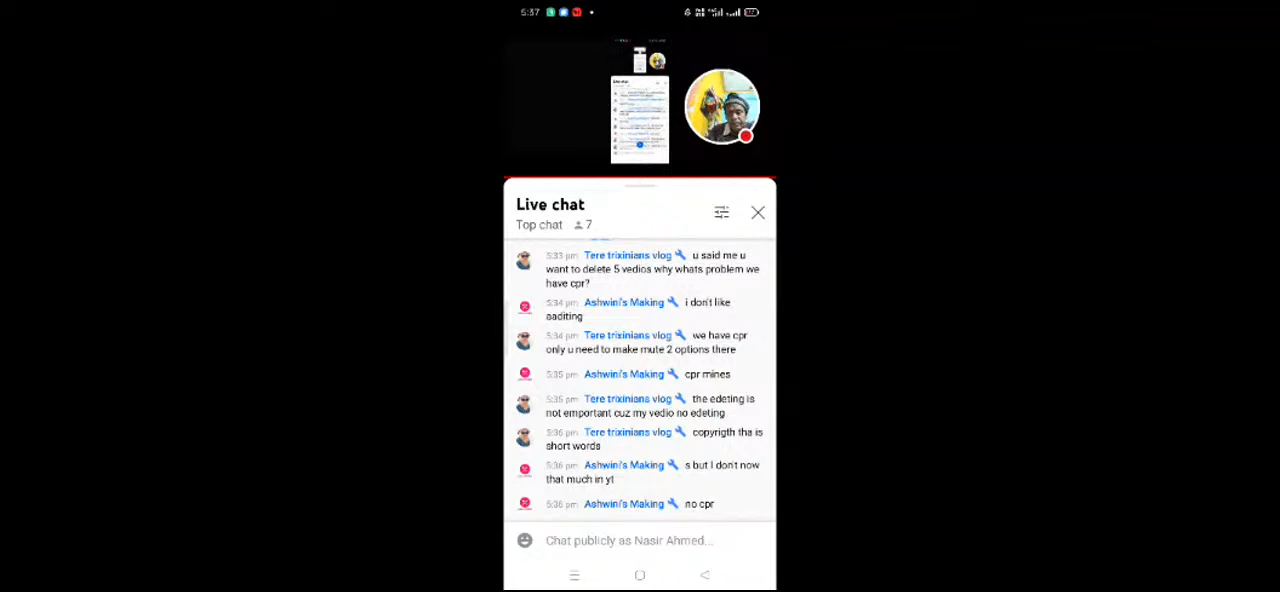 5:37
Live chat
Top chat 7
5:33 pm Tere trixinians vlog u said me u
want to delete 5 vedios why whats problem we
have cpr?
5:34 pm Ashwini's Making i don't like
aaditing
5:34 pm Tere trixinians vlog we have cpr
only u need to make mute 2 options there
5:35 pm Ashwini's Making cpr mines
5:35 pm Tere trixinians vlog the edeting is
not emportant cuz my vedio no edeting
5:36 pm Tere trixinians vlog copyrigth tha is
short words
5:36 pm Ashwini's Making s but I don't now
that much in yt
5:36 pm Ashwini's Making no cpr
Chat publicly as Nasir Ahmed...